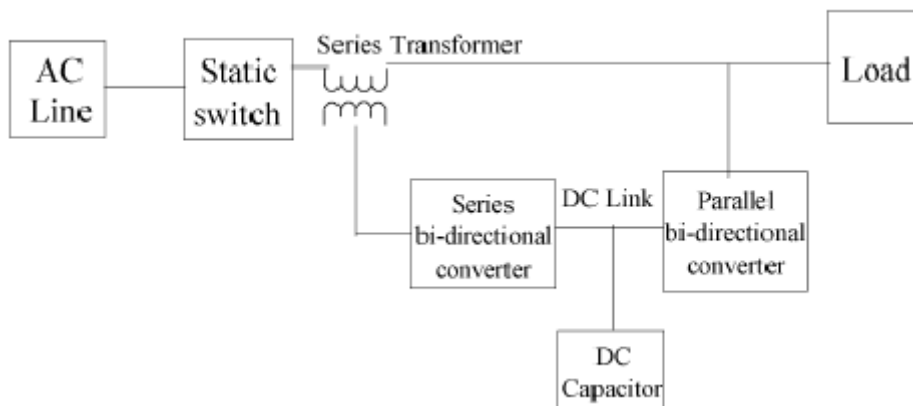 AC
Line
Static
switch
Series Transformer
Load
Series
bi-directional
converter
DC Link
Parallel
bi-directional
converter
DC
Capacitor